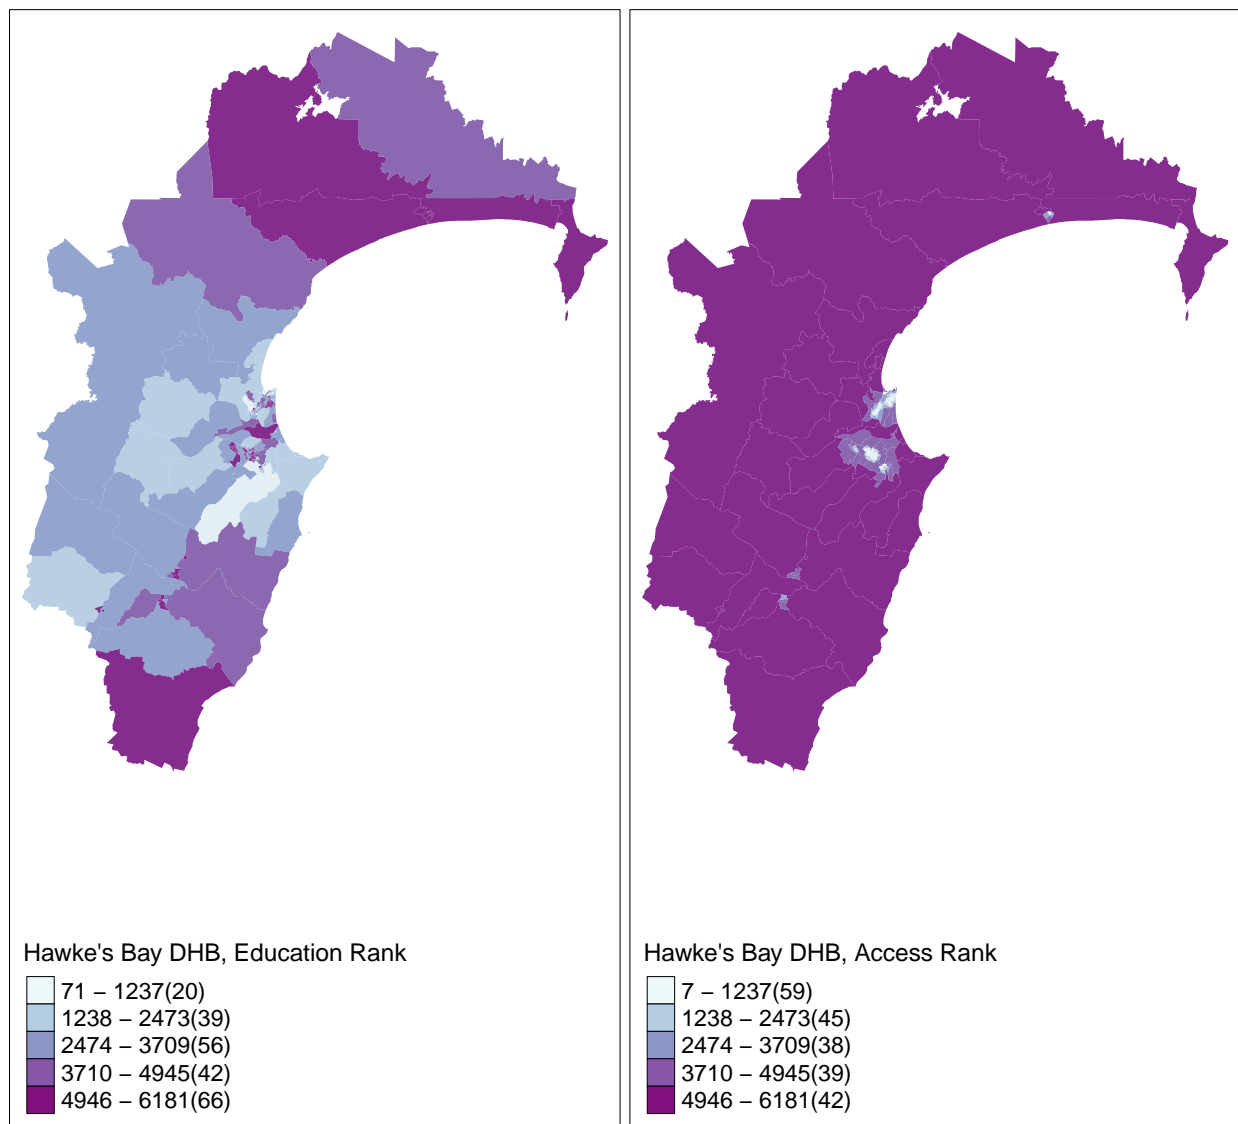 Hawke's Bay DHB, Education Rank
71 – 1237(20)
1238 – 2473(39)
2474 – 3709(56)
3710 – 4945(42)
4946 – 6181(66)
Hawke's Bay DHB, Access Rank
7 – 1237(59)
1238 – 2473(45)
2474 – 3709(38)
3710 – 4945(39)
4946 – 6181(42)